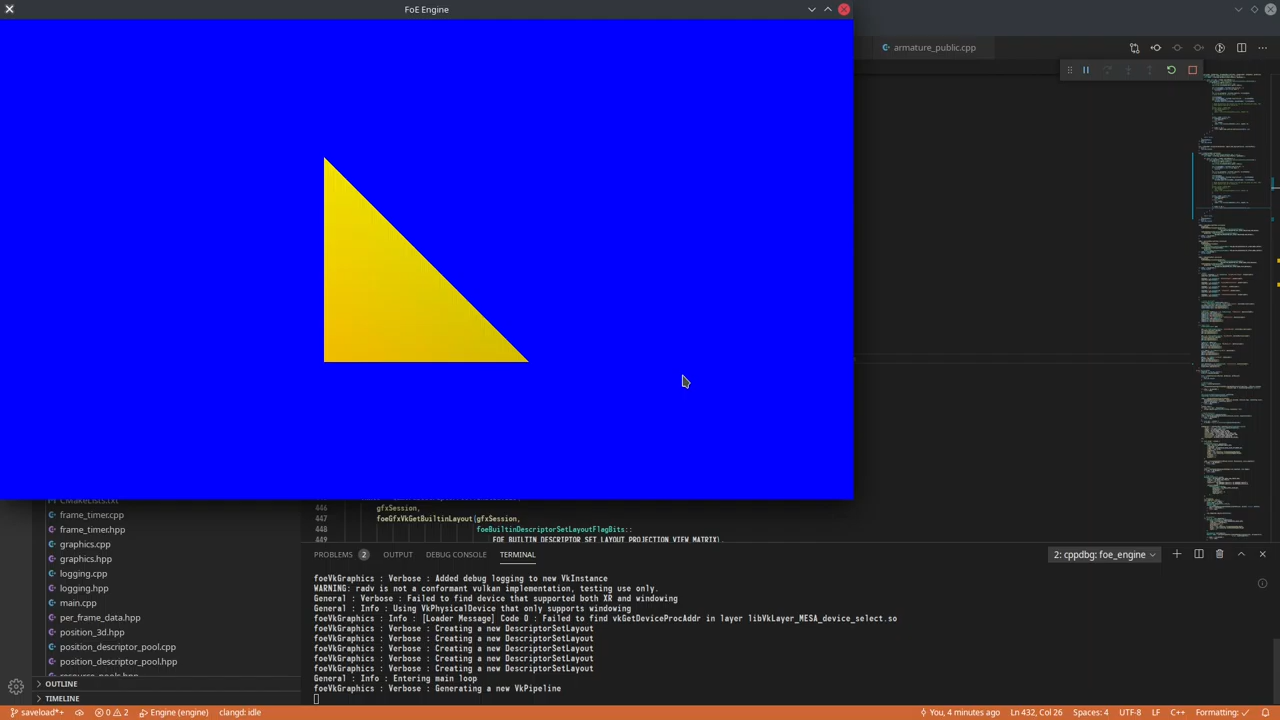 FoE Engine
armature_public.cpp
CMakeLists.txt
frame_timer.cpp
frame_timer.hpp
graphics.cpp
graphics.hpp
logging.cpp
logging.hpp
main.cpp
per_frame_data.hpp
position_3d.hpp
position_descriptor_pool.cpp
position_descriptor_pool.hpp
resource_pools.hpp
OUTLINE
TIMELINE
446 gfxSession,
447 foeGfxVkGetBuiltinLayout(gfxSession,
448 foeBuiltinDescriptorSetLayoutFlagBits::
449 FOE_BUILTIN_DESCRIPTOR_SET_LAYOUT_PROJECTION_VIEW_MATRIX),
PROBLEMS 2 OUTPUT DEBUG CONSOLE TERMINAL 2: cppdbg: foe_engine
foeVkGraphics : Verbose : Added debug logging to new VkInstance
WARNING: radv is not a conformant vulkan implementation, testing use only.
General : Verbose : Failed to find device that supported both XR and windowing
General : Info : Using VkPhysicalDevice that only supports windowing
foeVkGraphics : Info : [Loader Message] Code 0 : Failed to find vkGetDeviceProcAddr in layer libVkLayer_MESA_device_select.so
foeVkGraphics : Verbose : Creating a new DescriptorSetLayout
foeVkGraphics : Verbose : Creating a new DescriptorSetLayout
foeVkGraphics : Verbose : Creating a new DescriptorSetLayout
foeVkGraphics : Verbose : Creating a new DescriptorSetLayout
foeVkGraphics : Verbose : Creating a new DescriptorSetLayout
General : Info : Entering main loop
foeVkGraphics : Verbose : Generating a new VkPipeline
saveload*+ 0 2 Engine (engine) clangd: idle You, 4 minutes ago Ln 432, Col 26 Spaces: 4 UTF-8 LF C++ Formatting: ✓